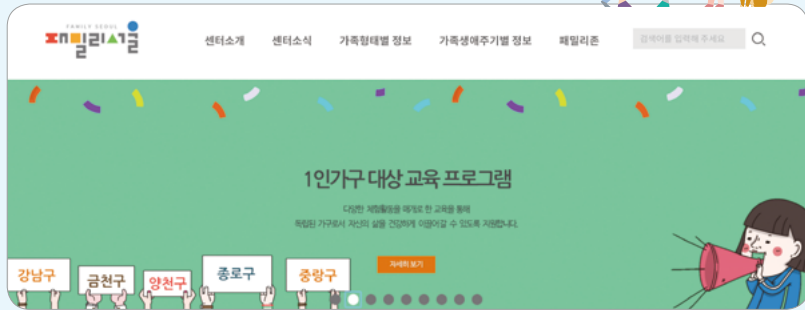 FAMILY SEOUL
패밀리서울
센터소개 센터소식 가족형태별 정보 가족생애주기별 정보 패밀리존 검색어를 입력해 주세요
1인가구 대상 교육 프로그램
다양한 체험활동을 매개로 한 교육을 통해
독립된 가구로서 자신의 삶을 건강하게 이끌어갈 수 있도록 지원합니다.
자세히 보기
강남구 금천구 양천구 종로구 중랑구